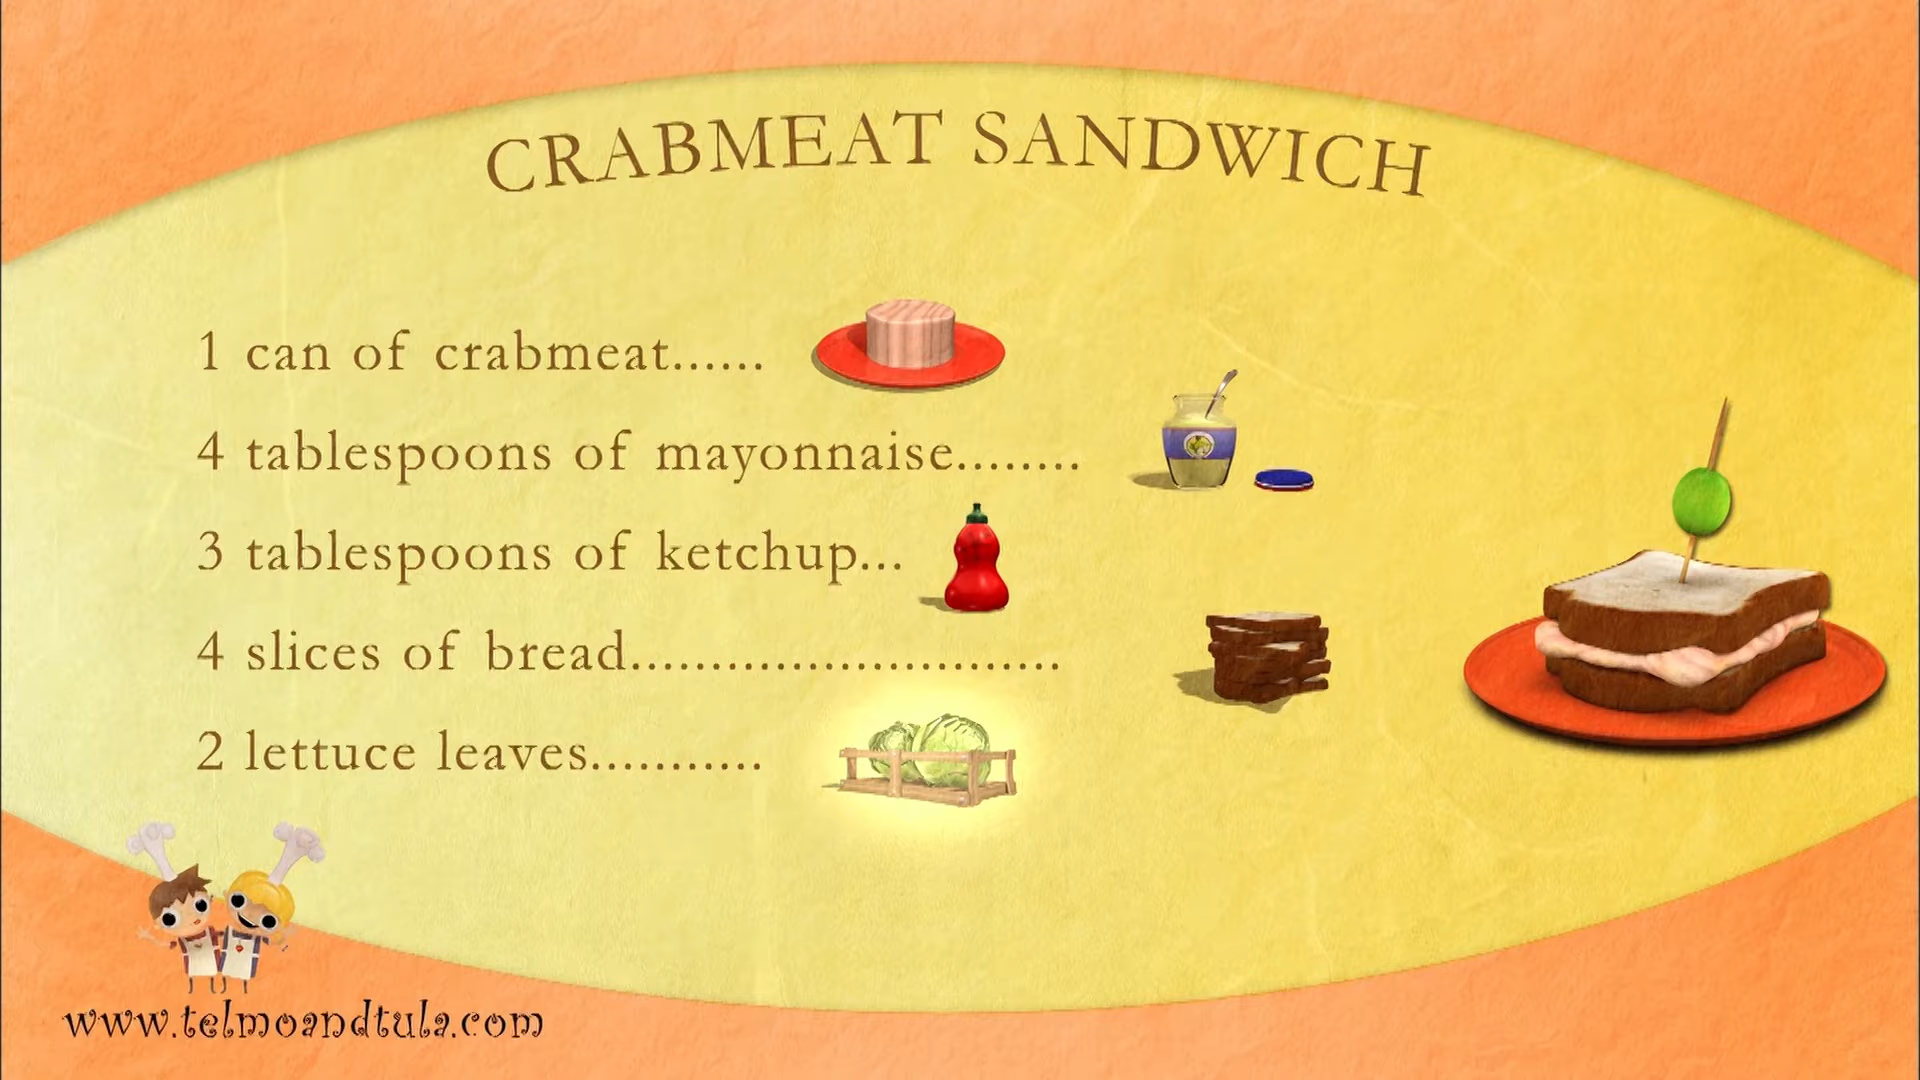 CRABMEAT SANDWICH
1 can of crabmeat......
4 tablespoons of mayonnaise........
3 tablespoons of ketchup...
4 slices of bread...........................
2 lettuce leaves...........
www.telmoandtula.com